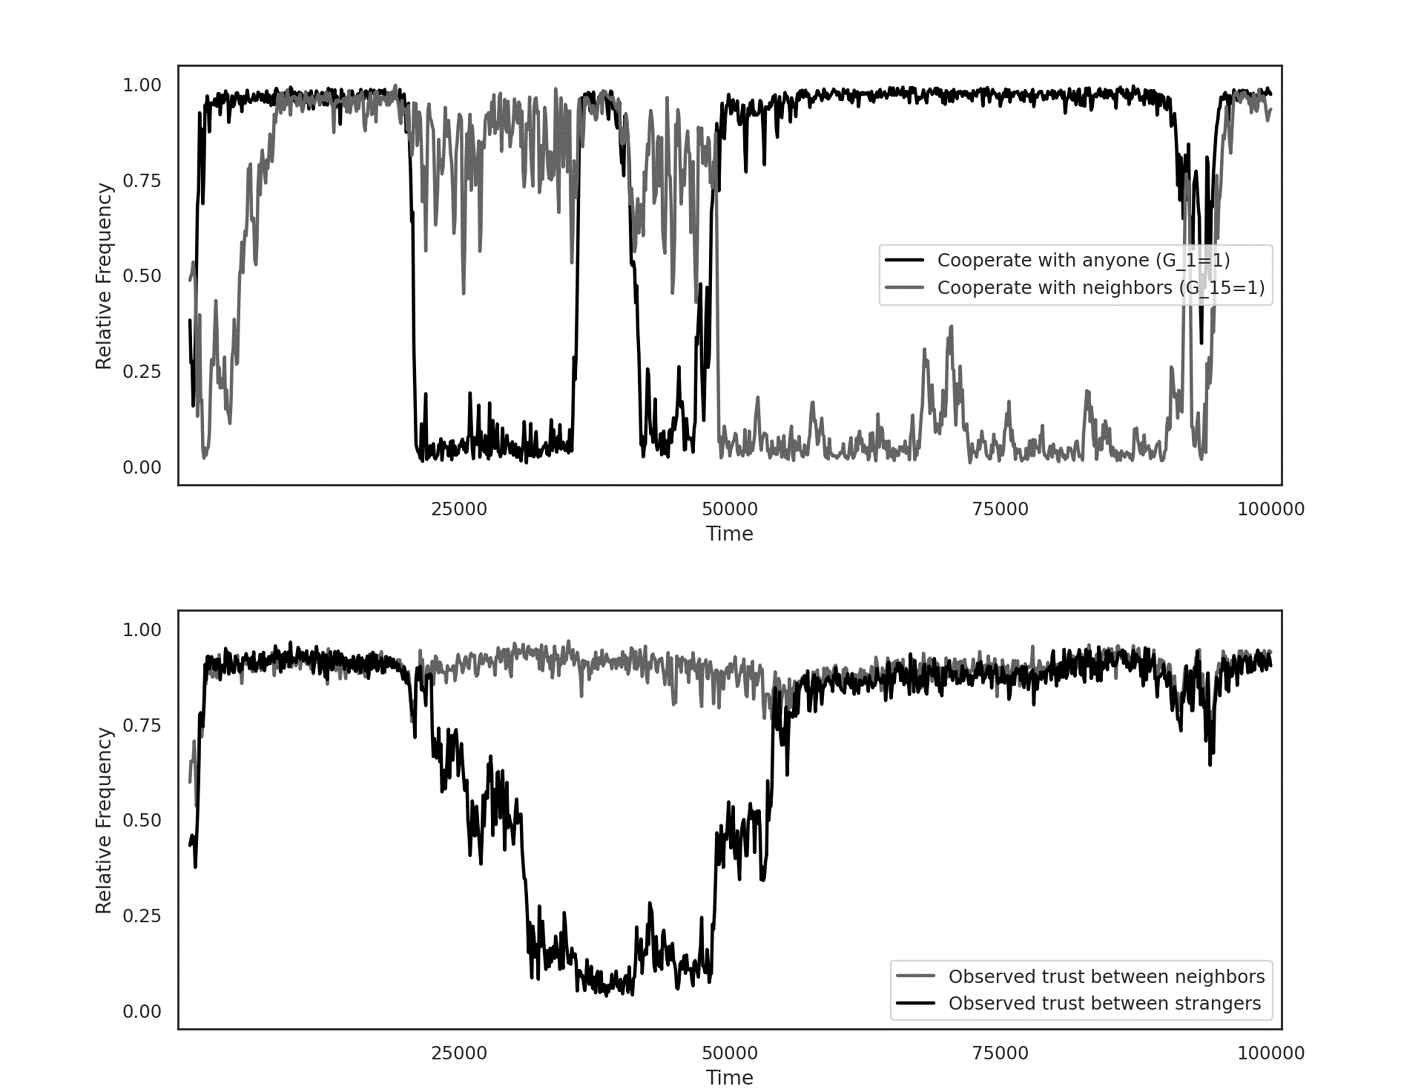 Relative Frequency
1.00
0.75
0.50
0.25
0.00
Cooperate with anyone (G_1=1)
Cooperate with neighbors (G_15=1)
25000 50000 75000 100000
Time
Relative Frequency
1.00
0.75
0.50
0.25
0.00
Observed trust between neighbors
Observed trust between strangers
25000 50000 75000 100000
Time